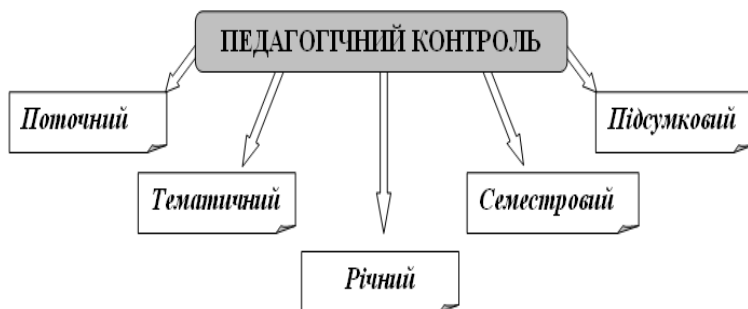 ПЕДАГОГІЧНИЙ КОНТРОЛЬ
Поточний
Підсумковий
Тематичний
Семестровий
Річний